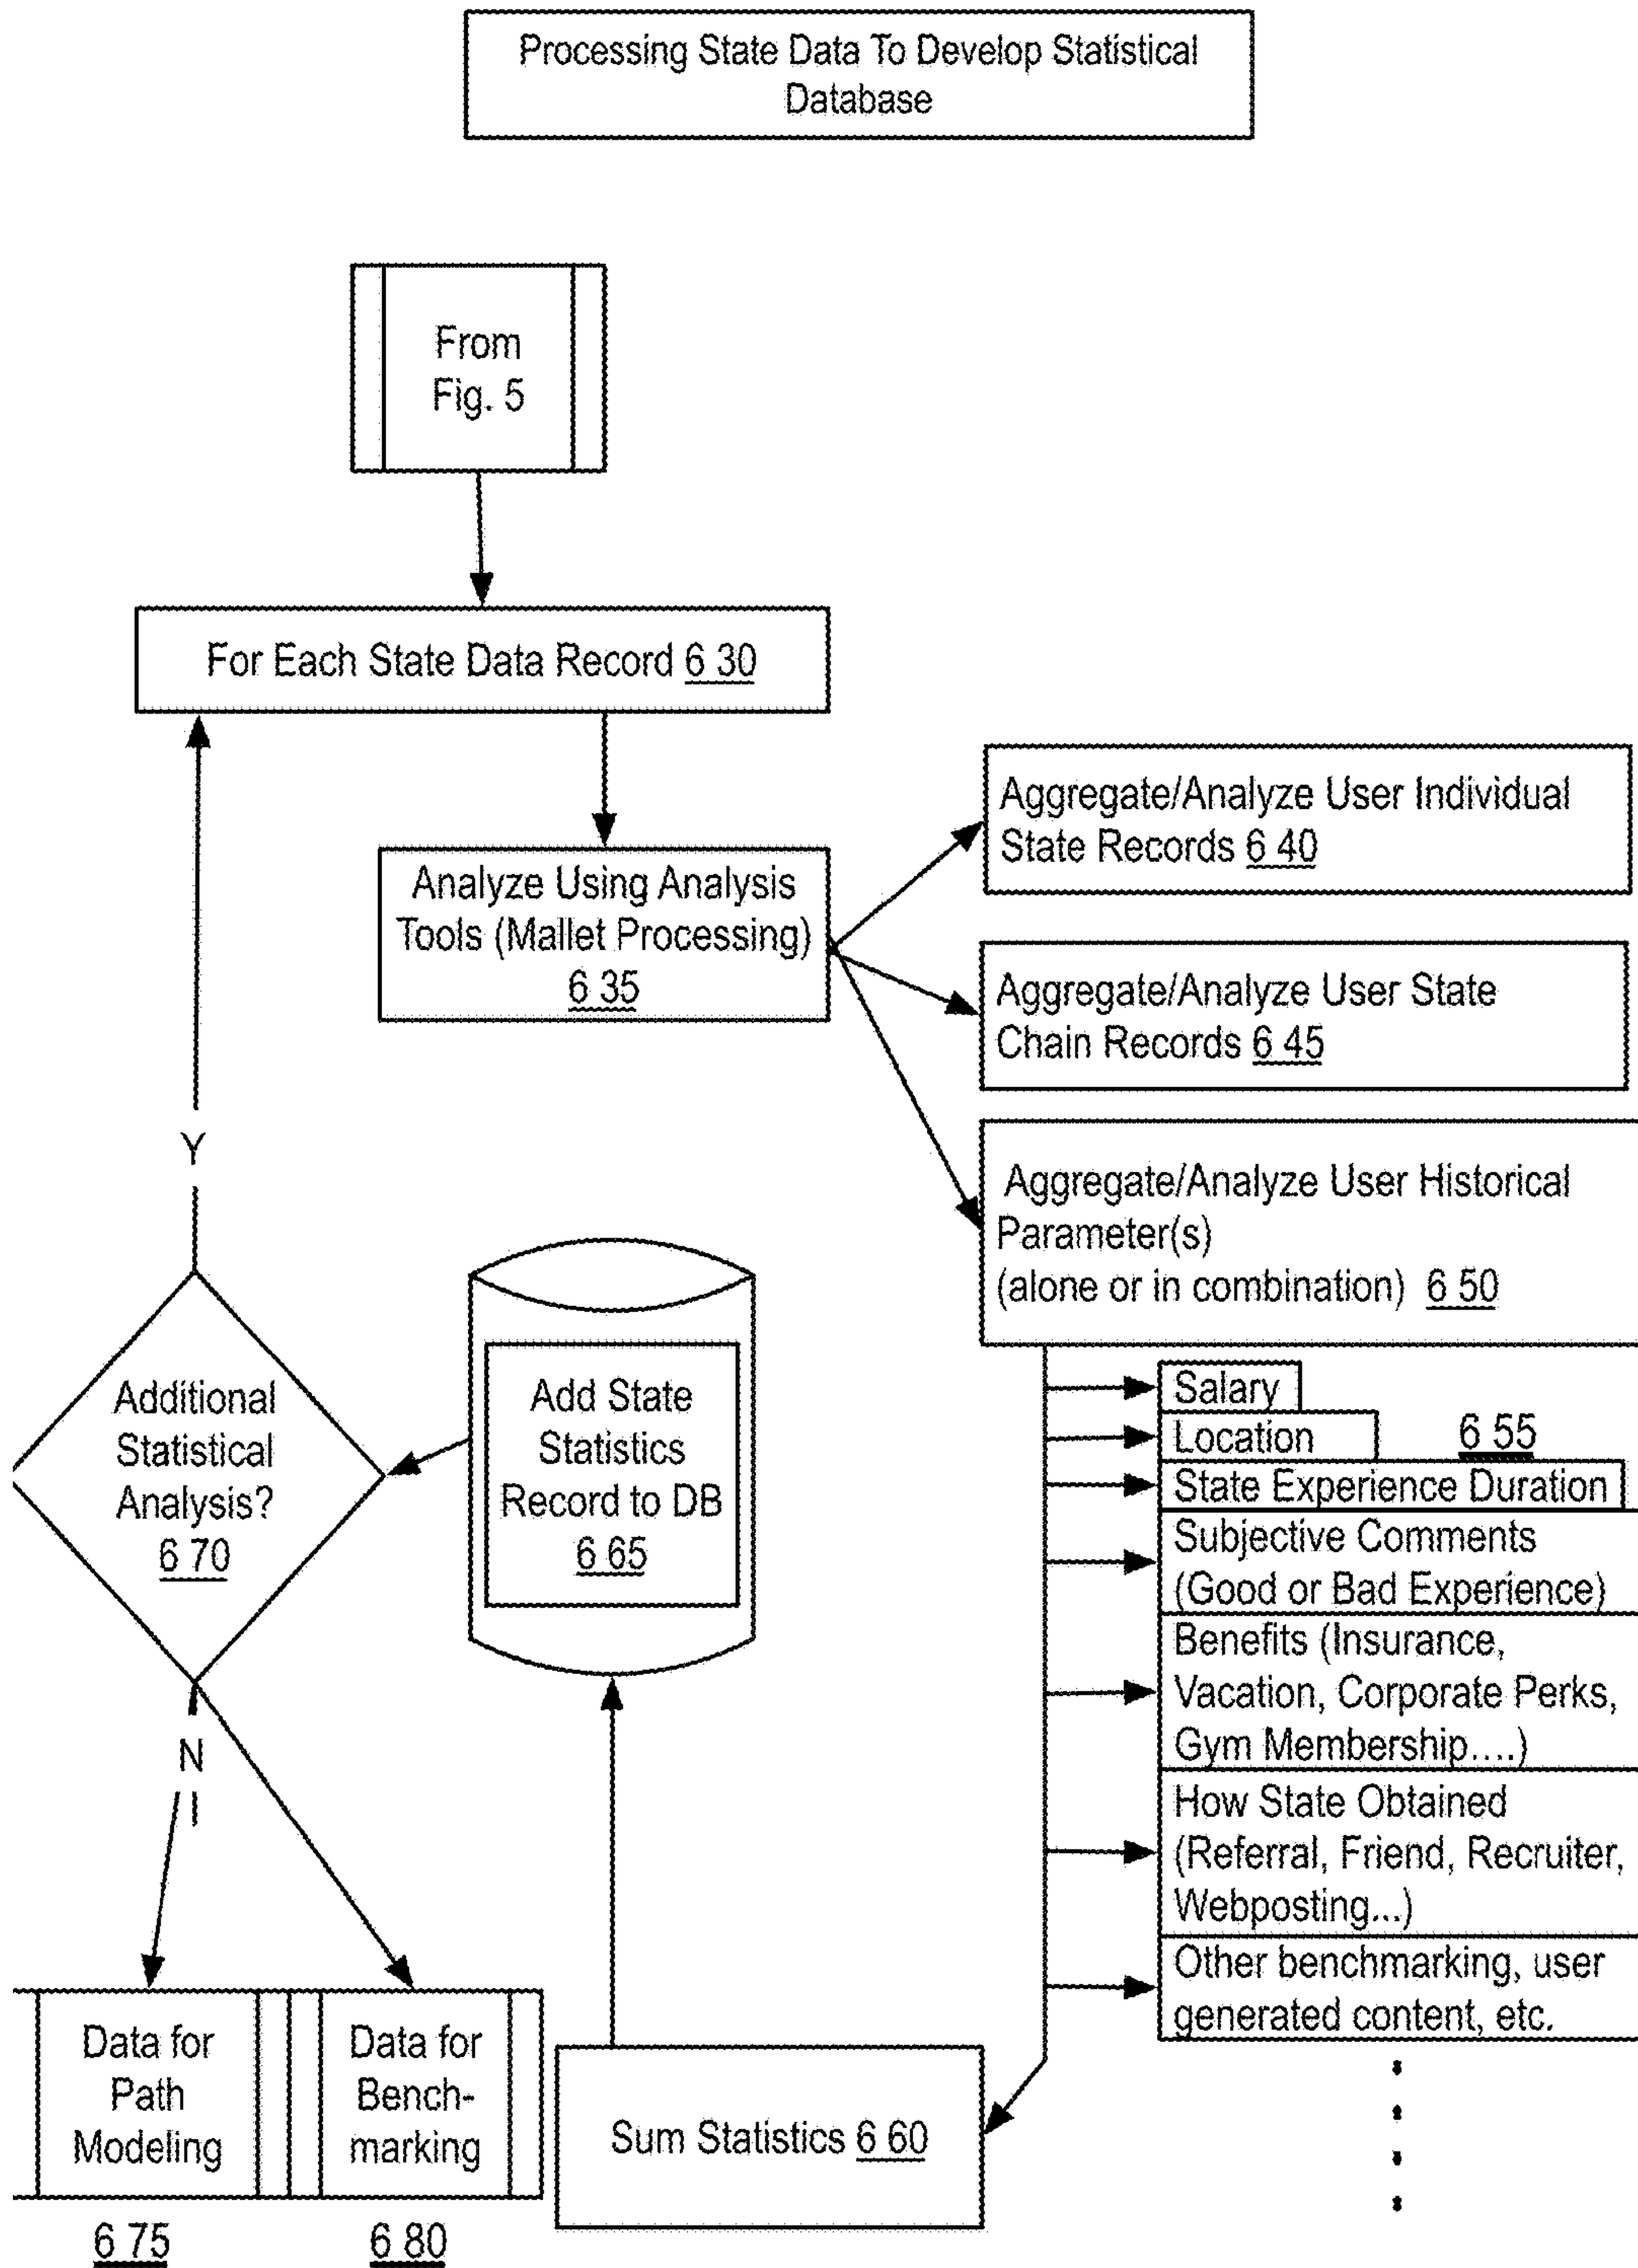 Processing State Data To Develop Statistical
Database
From
Fig. 5
For Each State Data Record 6 30
Analyze Using Analysis
Tools (Mallet Processing)
6 35
Aggregate/Analyze User Individual
State Records 6 40
Aggregate/Analyze User State
Chain Records 6 45
Aggregate/Analyze User Historical
Parameter(s)
(alone or in combination) 6 50
Salary
Location
6 55
State Experience Duration
Subjective Comments
(Good or Bad Experience)
Benefits (Insurance,
Vacation, Corporate Perks,
Gym Membership....)
How State Obtained
(Referral, Friend, Recruiter,
Webposting...)
Other benchmarking, user
generated content, etc.
Sum Statistics 6 60
Add State
Statistics
Record to DB
6 65
Additional
Statistical
Analysis?
6 70
Y
N
Data for
Path
Modeling
6 75
Data for
Bench-
marking
6 80